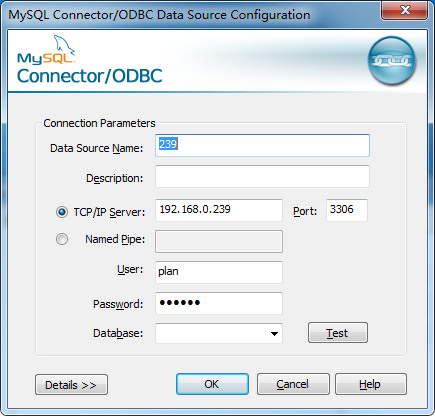 MySQL Connector/ODBC Data Source Configuration
MySQL
Connector/ODBC
Connection Parameters
Data Source Name: 239
Description:
TCP/IP Server: 192.168.0.239 Port: 3306
Named Pipe:
User: plan
Password: ●●●●●●
Database: Test
Details >> OK Cancel Help